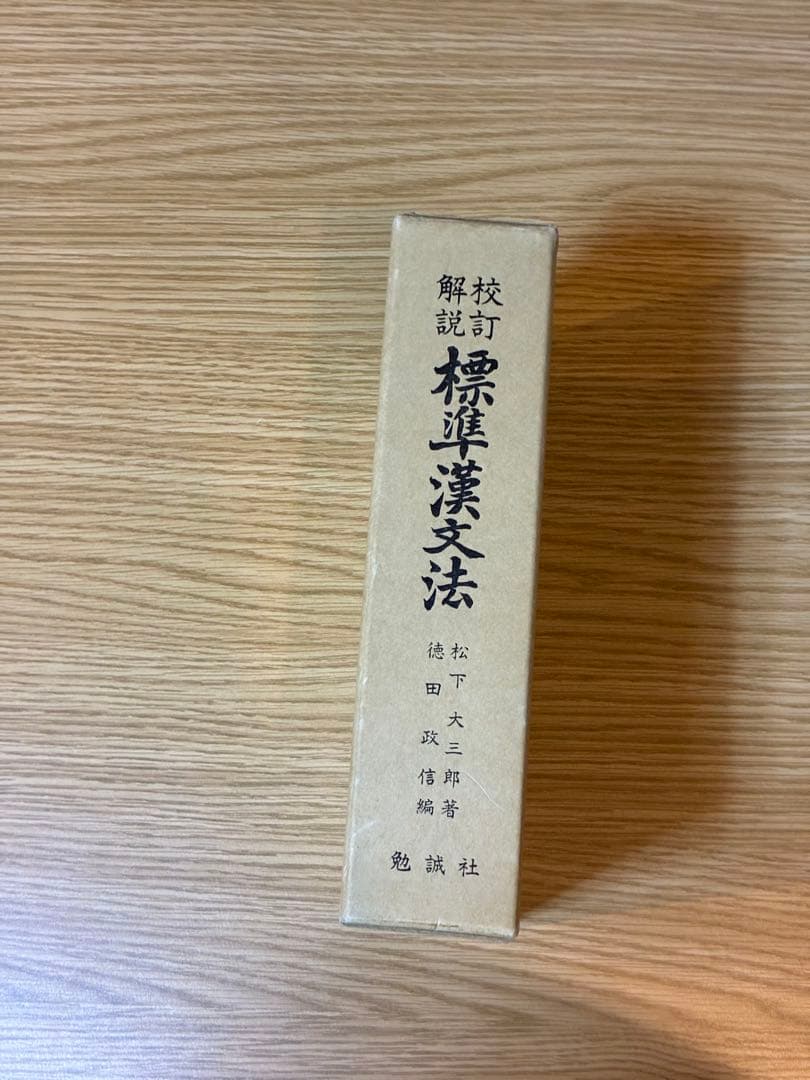 校訂
解説
標準漢文法
松下大三郎著
徳田政信編
勉誠社